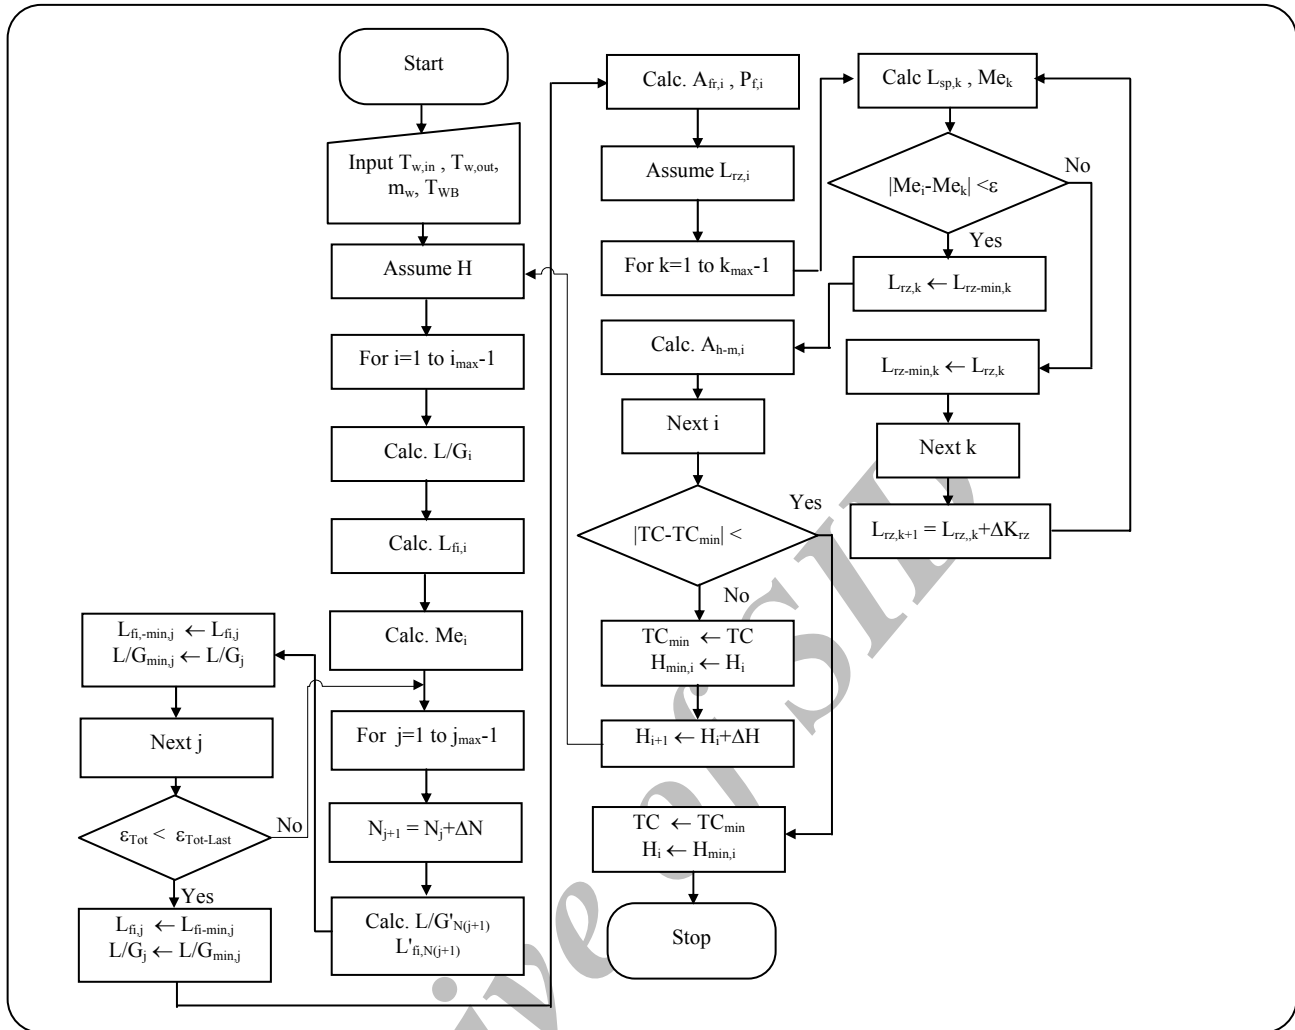 Start
Input T_w,in , T_w,out,
m_w, T_WB
Assume H
For i=1 to i_max-1
Calc. L/G_i
Calc. L_fi,i
Calc. Me_i
For j=1 to j_max-1
N_j+1 = N_j+ΔN
Calc. L/G'_N(j+1)
L'_fi,N(j+1)
L_fi,-min,j ← L_fi,j
L/G_min,j ← L/G_j
Next j
ε_Tot < ε_Tot-Last
No
Yes
L_fi,j ← L_fi-min,j
L/G_j ← L/G_min,j
Calc. A_fr,i , P_f,i
Assume L_rz,i
For k=1 to k_max-1
Calc L_sp,k , Me_k
|Me_i-Me_k| <ε
No
Yes
L_rz,k ← L_rz-min,k
L_rz-min,k ← L_rz,k
Next k
L_rz,k+1 = L_rz,,k+ΔK_rz
Calc. A_h-m,i
Next i
|TC-TC_min| <
Yes
No
TC_min ← TC
H_min,i ← H_i
H_i+1 ← H_i+ΔH
TC ← TC_min
H_i ← H_min,i
Stop
ive of SID